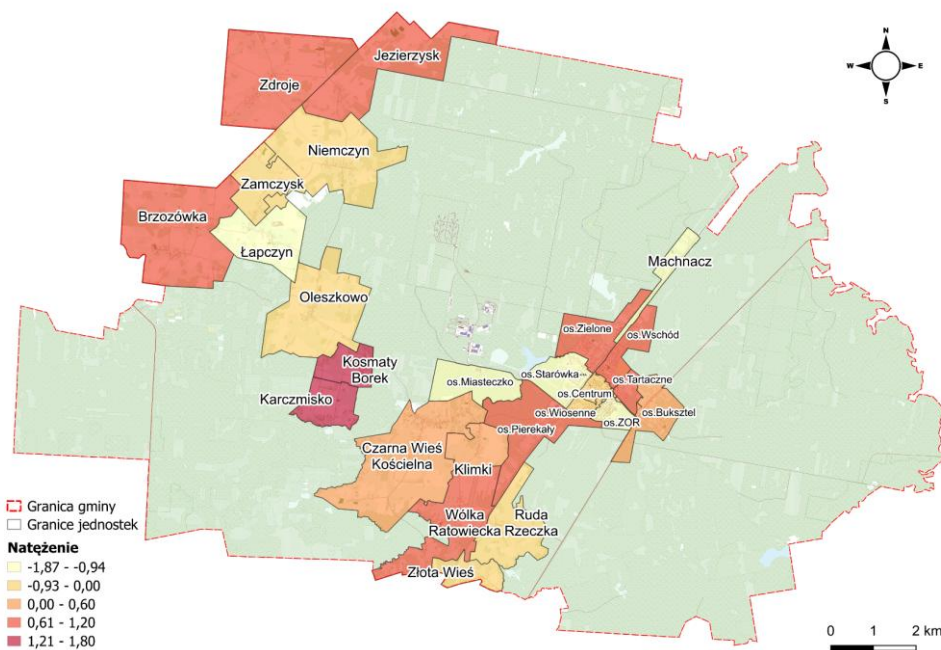 Jezierzysk
Zdroje
N
W E
S
Niemczyn
Zamczysk
Brzozówka
Łapczyn
Machnacz
Oleszkowo
os.Zielone
os.Wschód
Kosmaty
Borek
os.Starówka
os.Miasteczko
os.Tartaczne
os.Centrum
Karczmisko
os.Wiosenne
os.Buksztel
os.ZOR
os.Pierekały
Czarna Wieś
Kościelna
Klimki
Granica gminy
Granice jednostek
Wólka
Ratowiecka
Ruda
Rzeczka
Natężenie
-1,87 - -0,94
-0,93 - 0,00
0,00 - 0,60
0,61 - 1,20
1,21 - 1,80
Złota Wieś
0 1 2 km